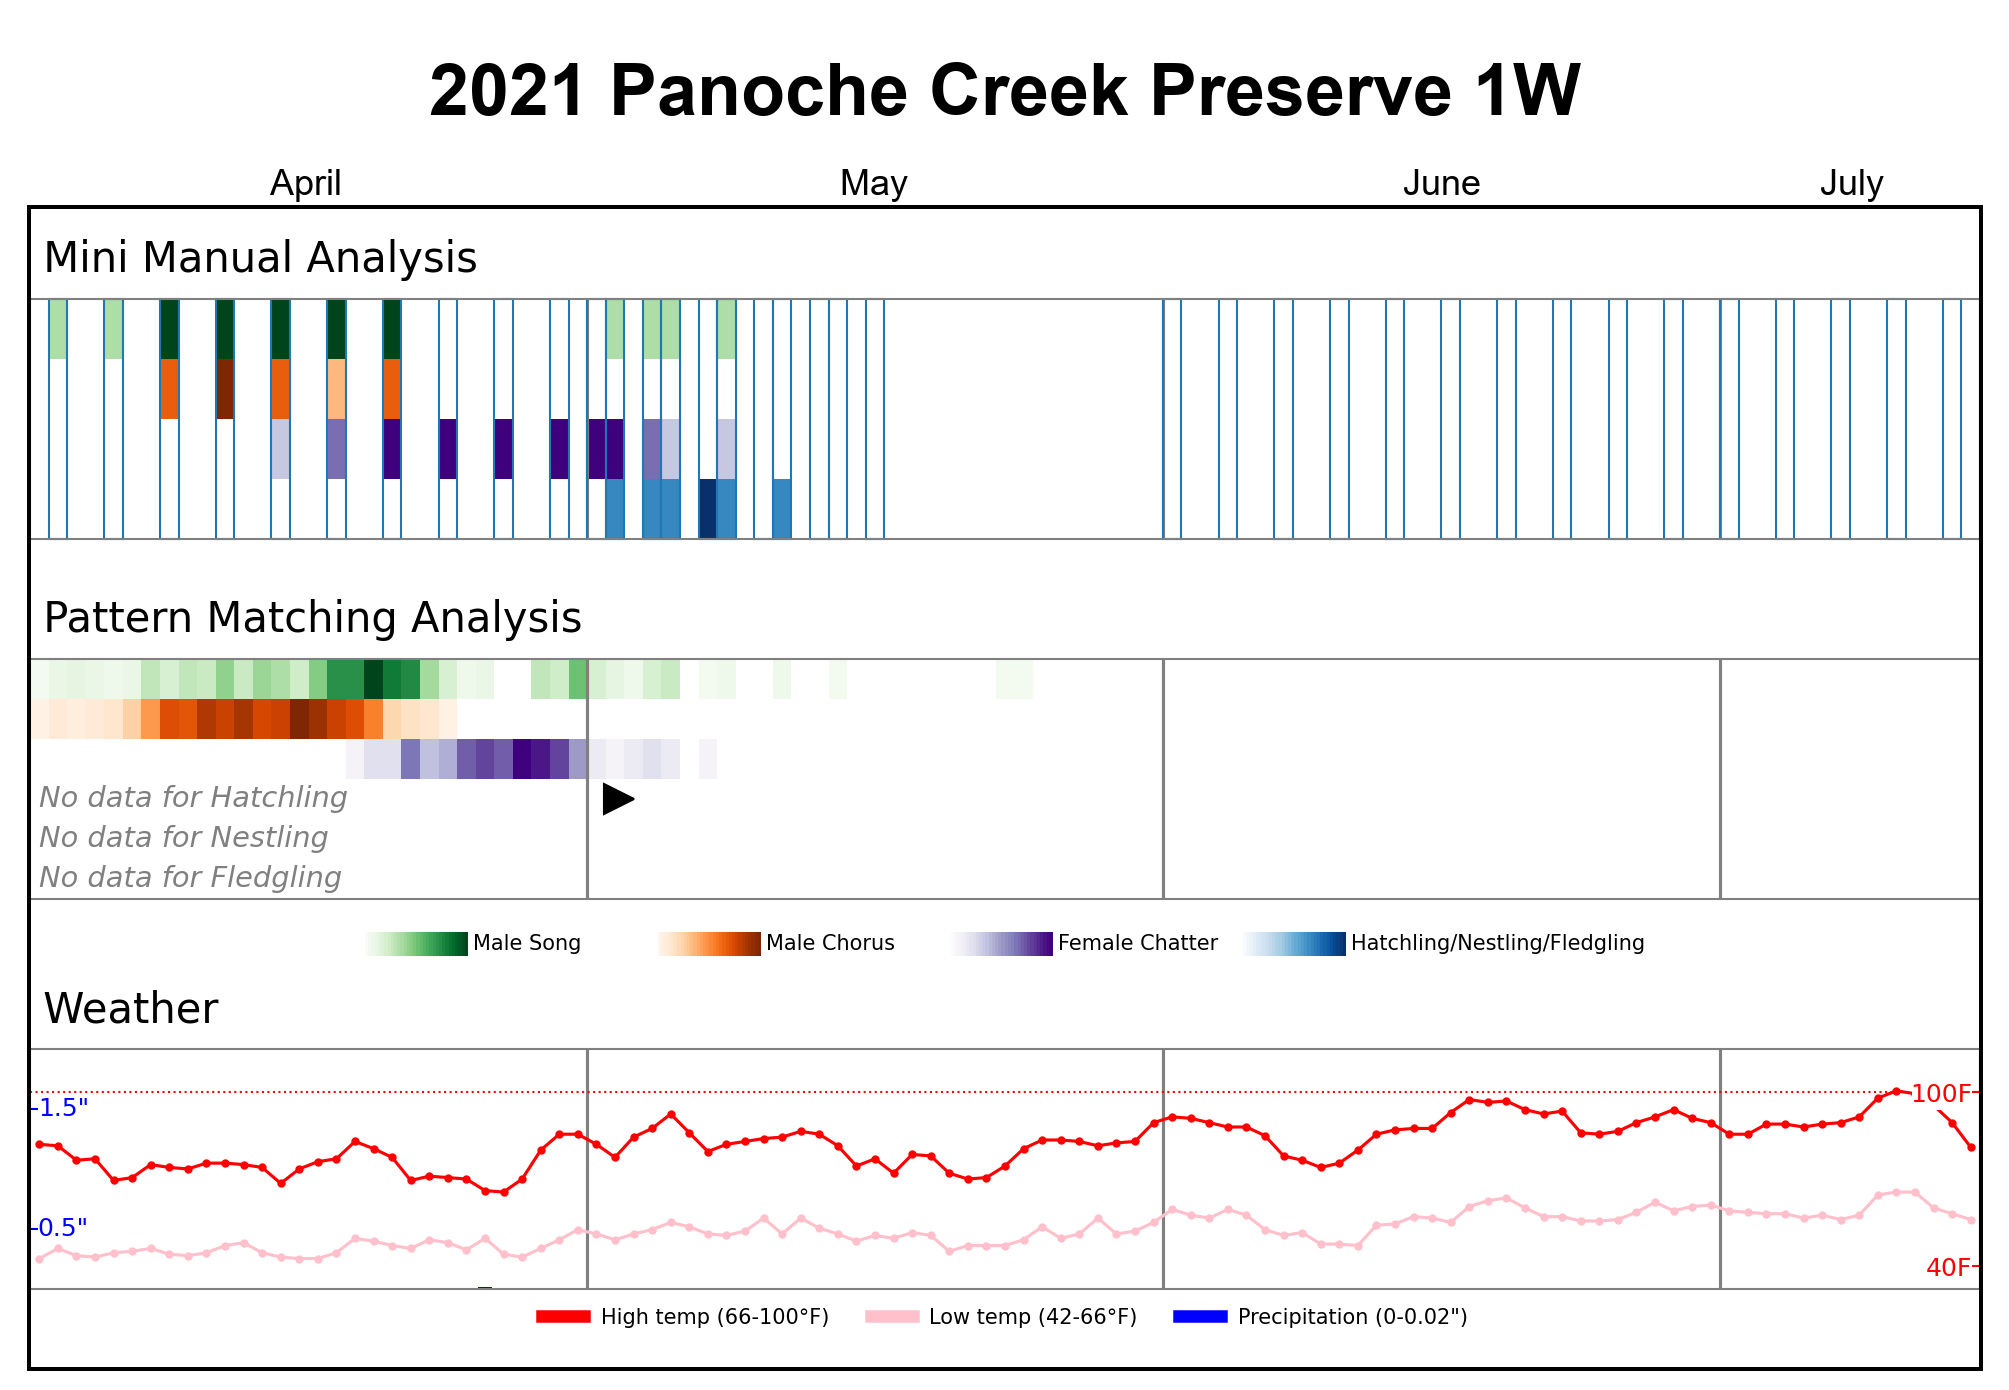 2021 Panoche Creek Preserve 1W
April May June July
Mini Manual Analysis
Pattern Matching Analysis
No data for Hatchling
No data for Nestling
No data for Fledgling
Male Song Male Chorus Female Chatter Hatchling/Nestling/Fledgling
Weather
1.5" 100F
0.5"
40F
High temp (66-100°F) Low temp (42-66°F) Precipitation (0-0.02")